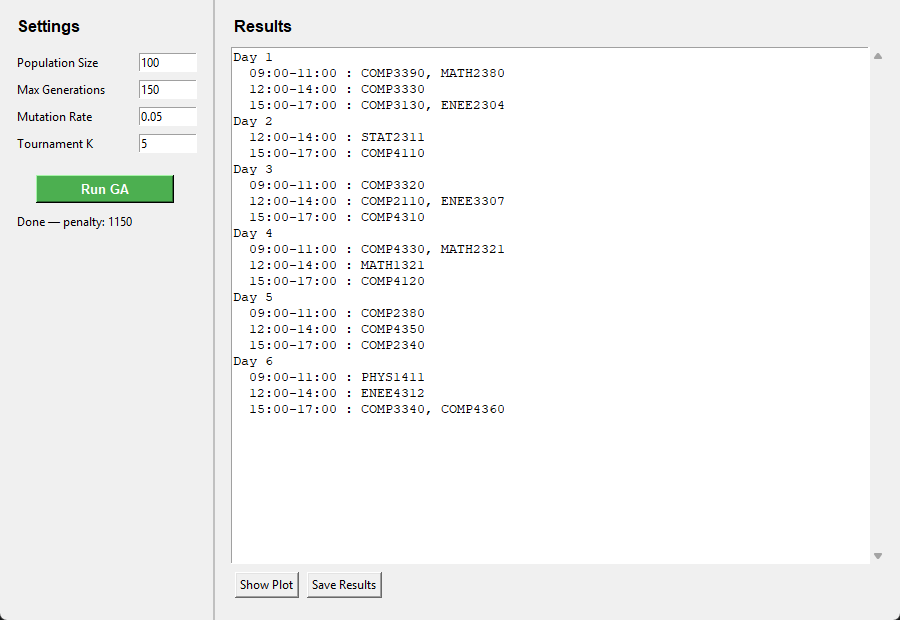 Settings
Population Size 100
Max Generations 150
Mutation Rate 0.05
Tournament K 5
Run GA
Done — penalty: 1150
Results
Day 1
09:00-11:00 : COMP3390, MATH2380
12:00-14:00 : COMP3330
15:00-17:00 : COMP3130, ENEE2304
Day 2
12:00-14:00 : STAT2311
15:00-17:00 : COMP4110
Day 3
09:00-11:00 : COMP3320
12:00-14:00 : COMP2110, ENEE3307
15:00-17:00 : COMP4310
Day 4
09:00-11:00 : COMP4330, MATH2321
12:00-14:00 : MATH1321
15:00-17:00 : COMP4120
Day 5
09:00-11:00 : COMP2380
12:00-14:00 : COMP4350
15:00-17:00 : COMP2340
Day 6
09:00-11:00 : PHYS1411
12:00-14:00 : ENEE4312
15:00-17:00 : COMP3340, COMP4360
Show Plot Save Results